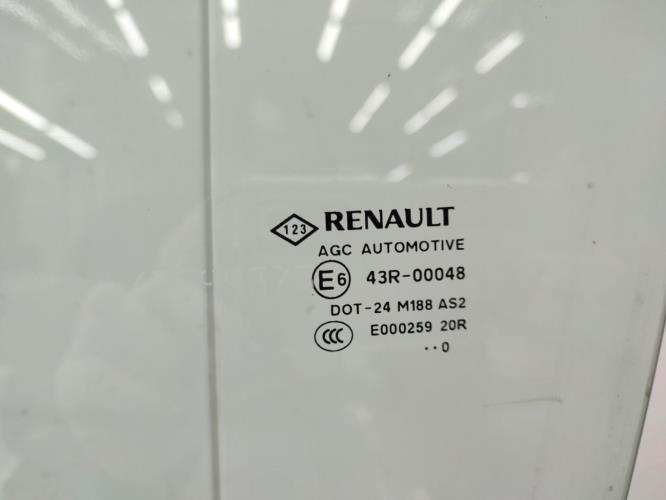 123 RENAULT
AGC AUTOMOTIVE
E6 43R-00048
DOT-24 M188 AS2
CCC E000259 20R
··0